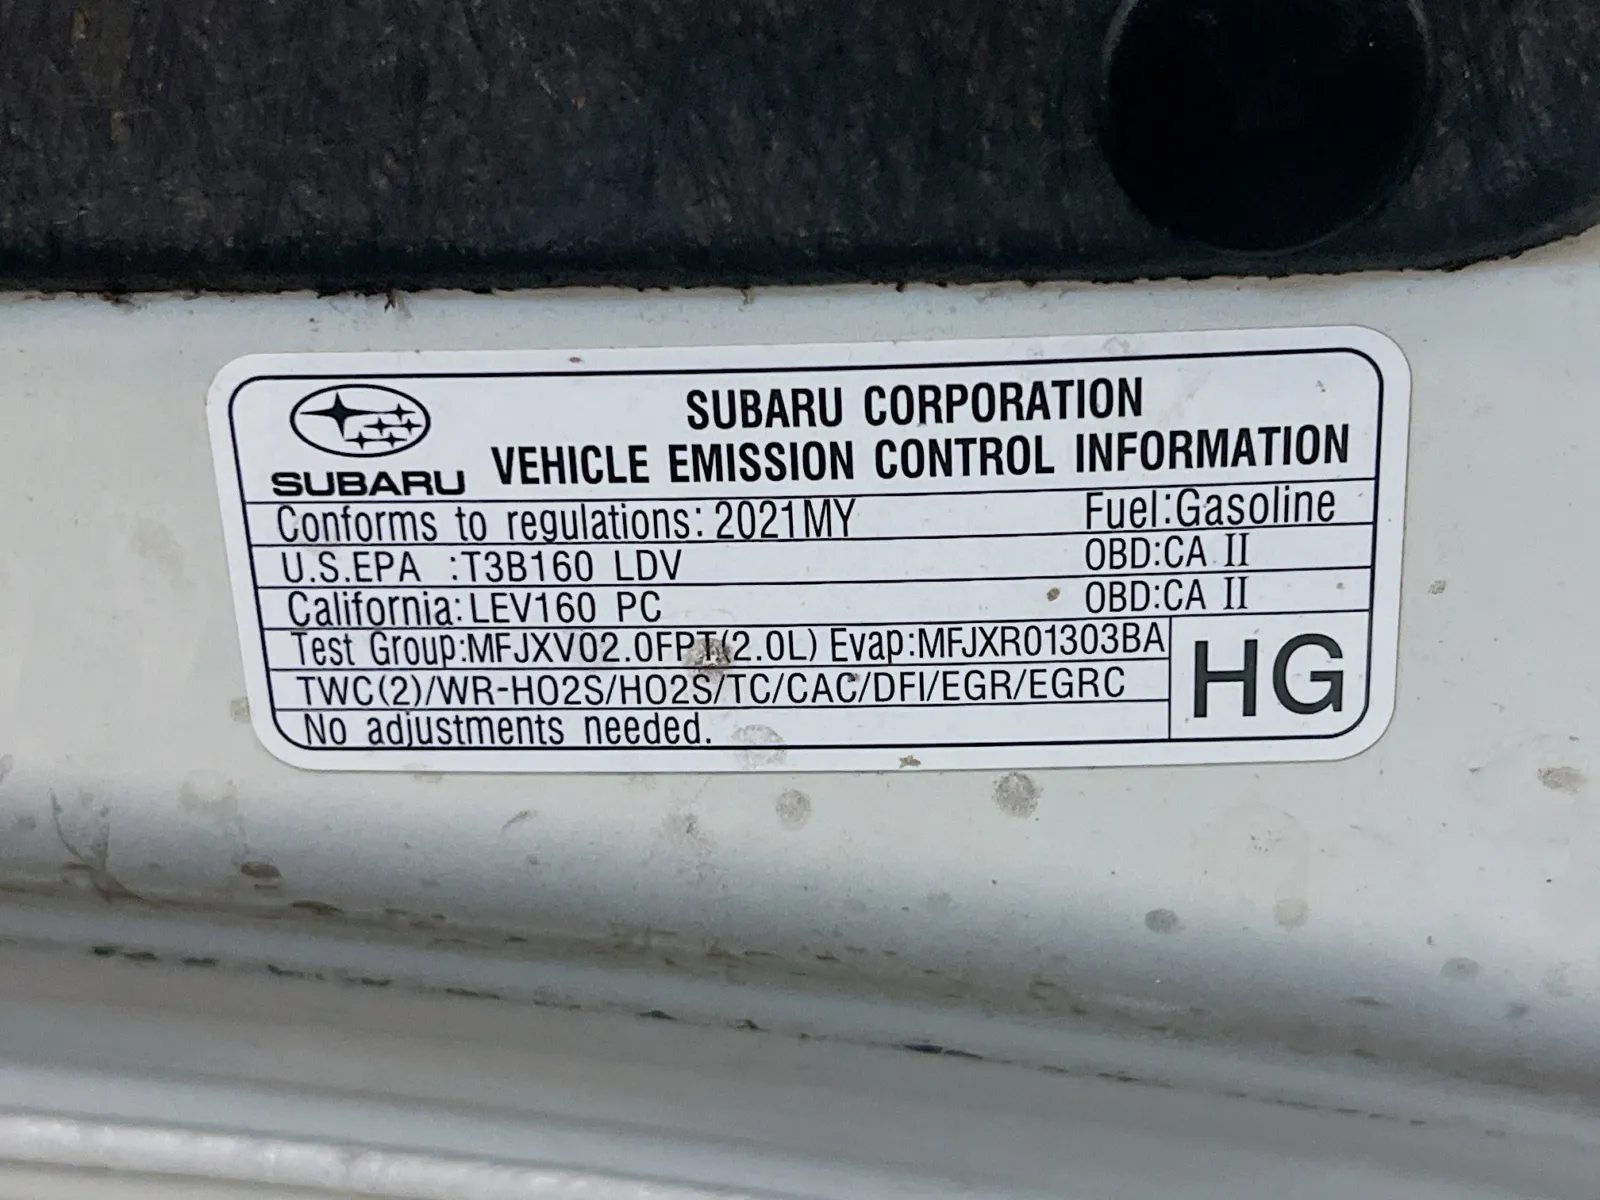 SUBARU CORPORATION
SUBARU VEHICLE EMISSION CONTROL INFORMATION
Conforms to regulations: 2021MY Fuel:Gasoline
U.S.EPA :T3B160 LDV OBD:CA II
California:LEV160 PC OBD:CA II
Test Group:MFJXV02.0FPT(2.0L) Evap:MFJXR01303BA
HG
TWC(2)/WR-HO2S/HO2S/TC/CAC/DFI/EGR/EGRC
No adjustments needed.